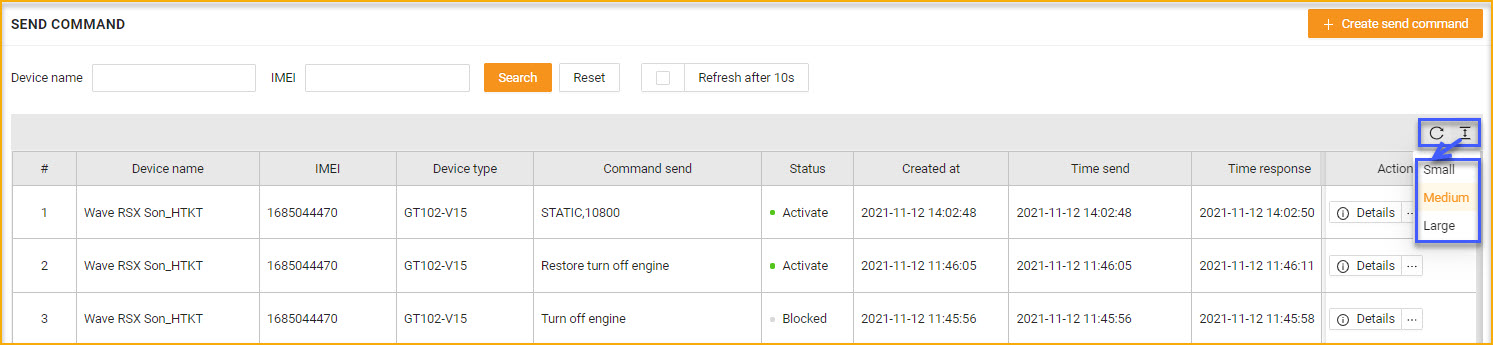 SEND COMMAND
+ Create send command
Device name IMEI Search Reset Refresh after 10s
# Device name IMEI Device type Command send Status Created at Time send Time response Action
Small
Medium
Large
1 Wave RSX Son_HTKT 1685044470 GT102-V15 STATIC,10800 Activate 2021-11-12 14:02:48 2021-11-12 14:02:48 2021-11-12 14:02:50 Details ...
2 Wave RSX Son_HTKT 1685044470 GT102-V15 Restore turn off engine Activate 2021-11-12 11:46:05 2021-11-12 11:46:05 2021-11-12 11:46:11 Details ...
3 Wave RSX Son_HTKT 1685044470 GT102-V15 Turn off engine Blocked 2021-11-12 11:45:56 2021-11-12 11:45:56 2021-11-12 11:45:58 Details ...